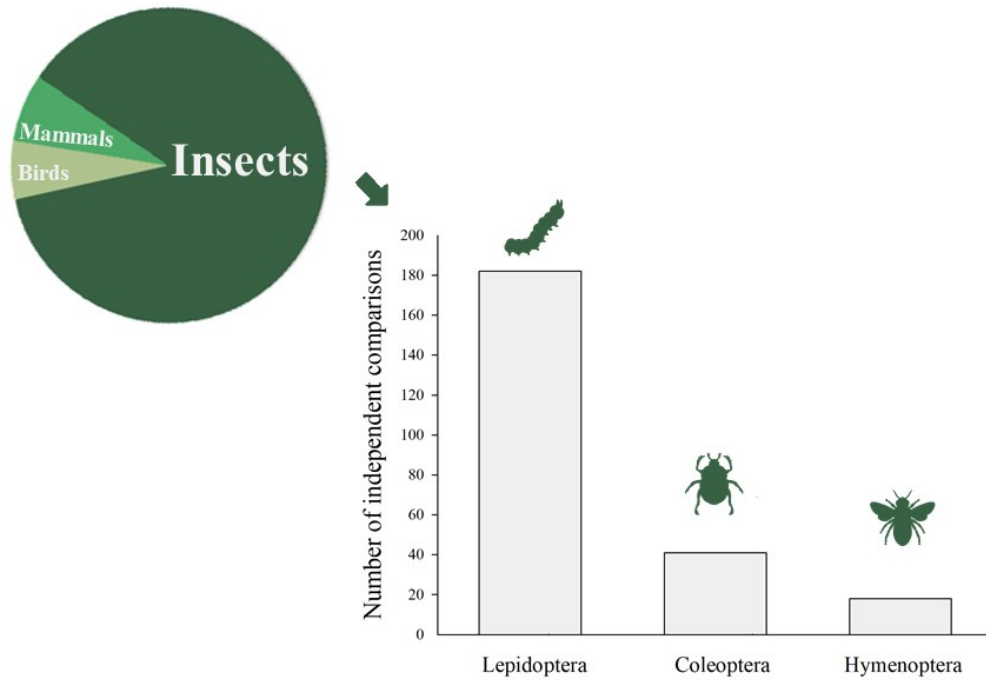 Mammals
Birds
Insects
Number of independent comparisons
200
180
160
140
120
100
80
60
40
20
0
Lepidoptera
Coleoptera
Hymenoptera